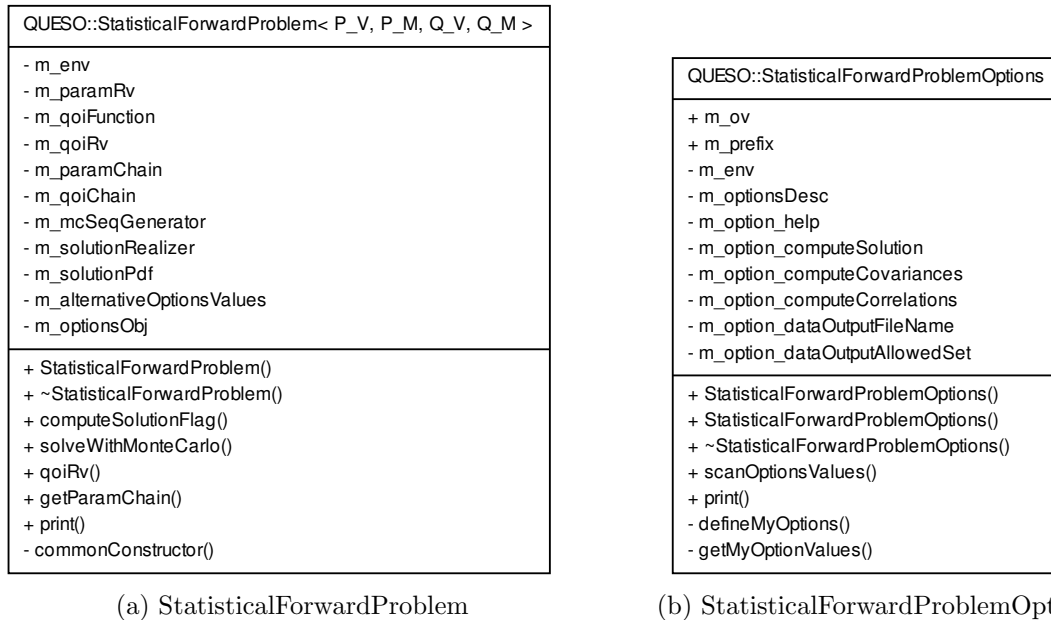 QUESO::StatisticalForwardProblem< P_V, P_M, Q_V, Q_M >
- m_env
- m_paramRv
- m_qoiFunction
- m_qoiRv
- m_paramChain
- m_qoiChain
- m_mcSeqGenerator
- m_solutionRealizer
- m_solutionPdf
- m_alternativeOptionsValues
- m_optionsObj
+ StatisticalForwardProblem()
+ ~StatisticalForwardProblem()
+ computeSolutionFlag()
+ solveWithMonteCarlo()
+ qoiRv()
+ getParamChain()
+ print()
- commonConstructor()
(a) StatisticalForwardProblem
QUESO::StatisticalForwardProblemOptions
+ m_ov
+ m_prefix
- m_env
- m_optionsDesc
- m_option_help
- m_option_computeSolution
- m_option_computeCovariances
- m_option_computeCorrelations
- m_option_dataOutputFileName
- m_option_dataOutputAllowedSet
+ StatisticalForwardProblemOptions()
+ StatisticalForwardProblemOptions()
+ ~StatisticalForwardProblemOptions()
+ scanOptionsValues()
+ print()
- defineMyOptions()
- getMyOptionValues()
(b) StatisticalForwardProblemOpt